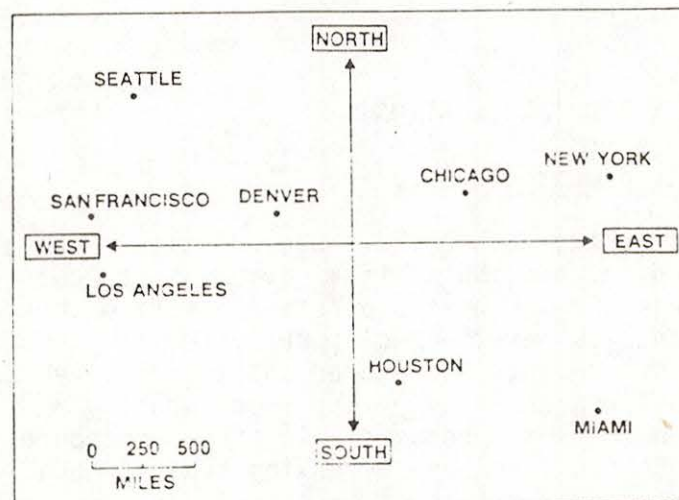 NORTH
SEATTLE
NEW YORK
CHICAGO
SAN FRANCISCO
DENVER
WEST
EAST
LOS ANGELES
HOUSTON
MIAMI
0 250 500
MILES
SOUTH